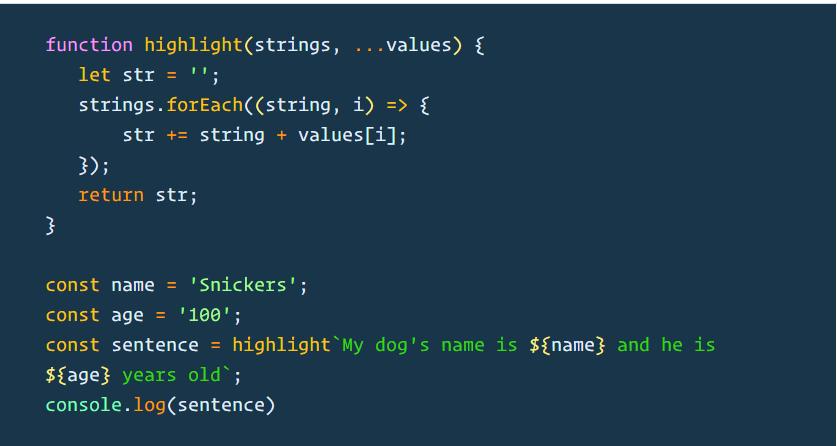 function highlight(strings, ...values) {
let str = '';
strings.forEach((string, i) => {
str += string + values[i];
});
return str;
}
const name = 'Snickers';
const age = '100';
const sentence = highlight`My dog's name is ${name} and he is
${age} years old`;
console.log(sentence)